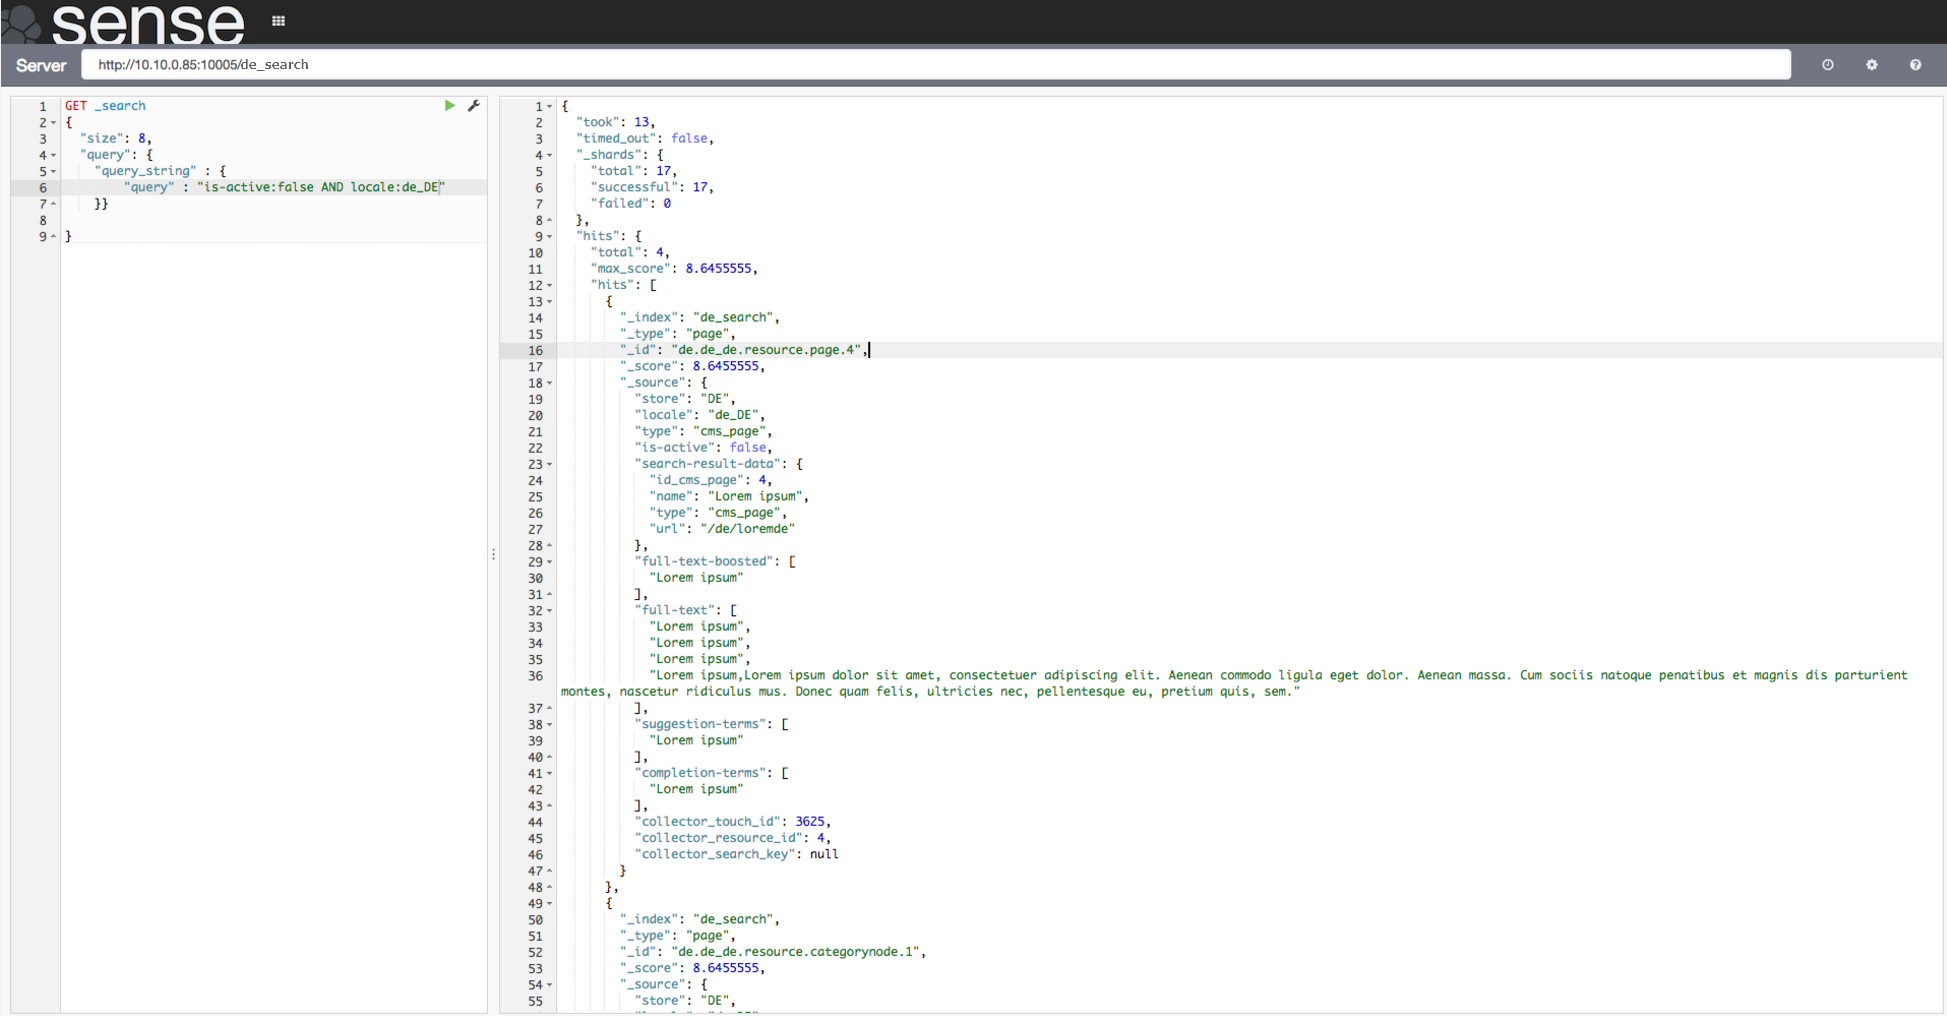 sense
Server http://10.10.0.85:10005/de_search
1 GET _search
2 {
3 "size": 8,
4 "query": {
5 "query_string" : {
6 "query" : "is-active:false AND locale:de_DE"
7 }}
8
9 }
1 {
2 "took": 13,
3 "timed_out": false,
4 "_shards": {
5 "total": 17,
6 "successful": 17,
7 "failed": 0
8 },
9 "hits": {
10 "total": 4,
11 "max_score": 8.6455555,
12 "hits": [
13 {
14 "_index": "de_search",
15 "_type": "page",
16 "_id": "de.de_de.resource.page.4",
17 "_score": 8.6455555,
18 "_source": {
19 "store": "DE",
20 "locale": "de_DE",
21 "type": "cms_page",
22 "is-active": false,
23 "search-result-data": {
24 "id_cms_page": 4,
25 "name": "Lorem ipsum",
26 "type": "cms_page",
27 "url": "/de/loremde"
28 },
29 "full-text-boosted": [
30 "Lorem ipsum"
31 ],
32 "full-text": [
33 "Lorem ipsum",
34 "Lorem ipsum",
35 "Lorem ipsum",
36 "Lorem ipsum,Lorem ipsum dolor sit amet, consectetuer adipiscing elit. Aenean commodo ligula eget dolor. Aenean massa. Cum sociis natoque penatibus et magnis dis parturient
montes, nascetur ridiculus mus. Donec quam felis, ultricies nec, pellentesque eu, pretium quis, sem."
37 ],
38 "suggestion-terms": [
39 "Lorem ipsum"
40 ],
41 "completion-terms": [
42 "Lorem ipsum"
43 ],
44 "collector_touch_id": 3625,
45 "collector_resource_id": 4,
46 "collector_search_key": null
47 }
48 },
49 {
50 "_index": "de_search",
51 "_type": "page",
52 "_id": "de.de_de.resource.categorynode.1",
53 "_score": 8.6455555,
54 "_source": {
55 "store": "DE",